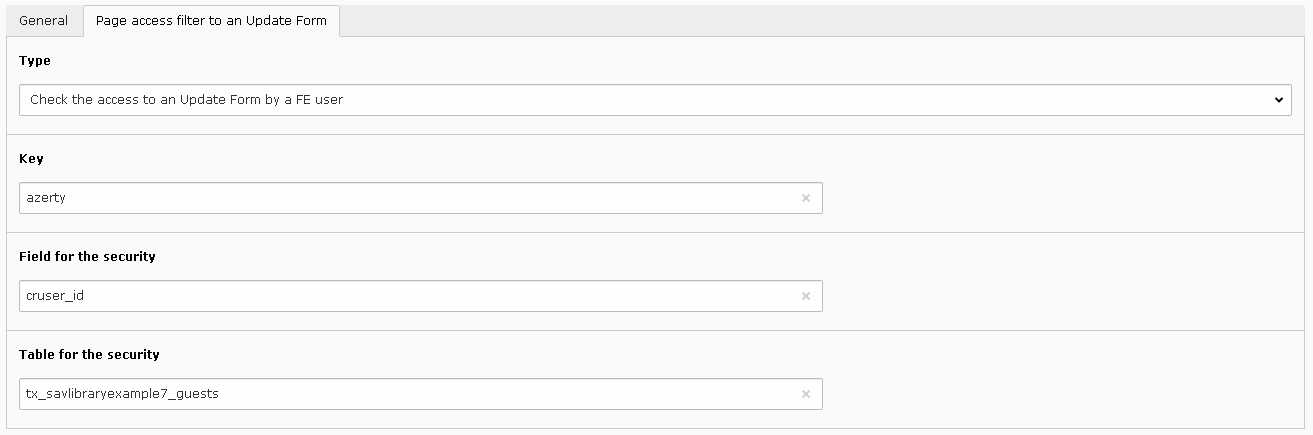 General Page access filter to an Update Form
Type
Check the access to an Update Form by a FE user
Key
azerty
Field for the security
cruser_id
Table for the security
tx_savlibraryexample7_guests